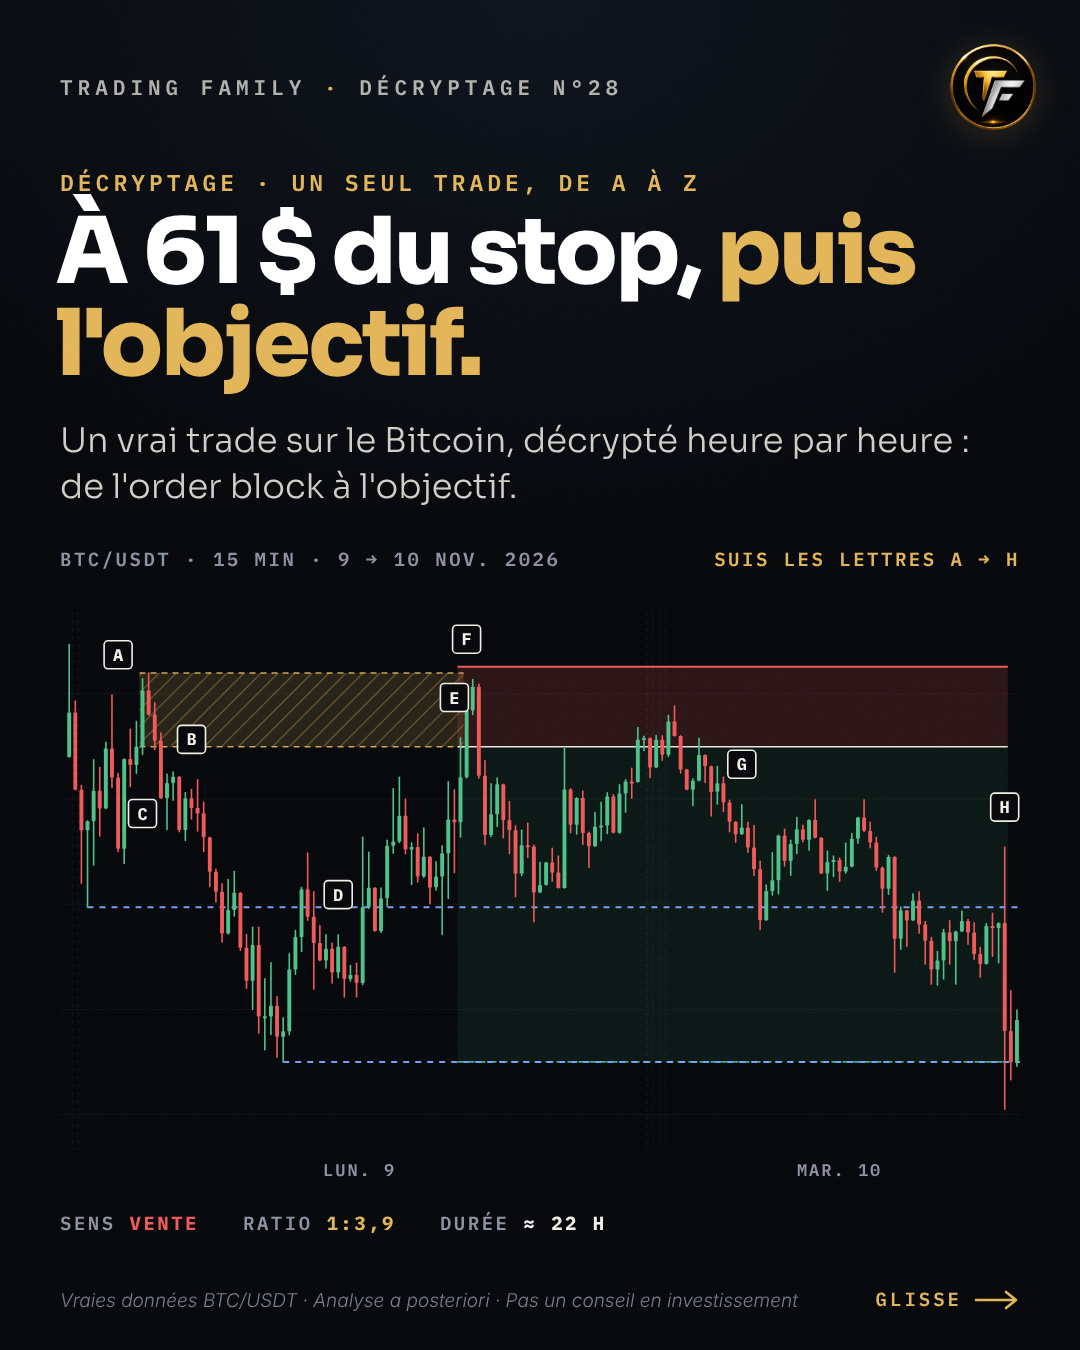 TRADING FAMILY · DÉCRYPTAGE N°28
TF
DÉCRYPTAGE · UN SEUL TRADE, DE A À Z
À 61 $ du stop, puis
l'objectif.
Un vrai trade sur le Bitcoin, décrypté heure par heure :
de l'order block à l'objectif.
BTC/USDT · 15 MIN · 9 → 10 NOV. 2026
SUIS LES LETTRES A → H
A
F
E
B
G
C
H
D
LUN. 9
MAR. 10
SENS VENTE RATIO 1:3,9 DURÉE ≈ 22 H
Vraies données BTC/USDT · Analyse a posteriori · Pas un conseil en investissement
GLISSE →